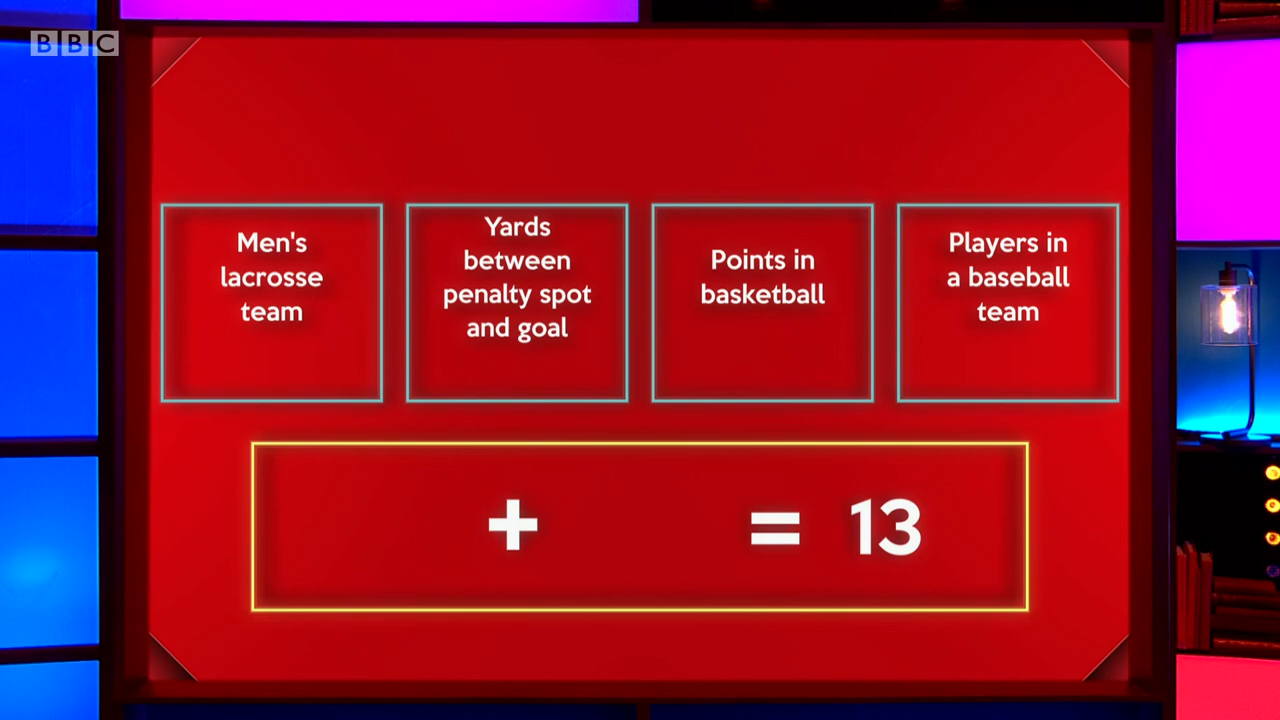 BBC
Men's
lacrosse
team
Yards
between
penalty spot
and goal
Points in
basketball
Players in
a baseball
team
+ = 13